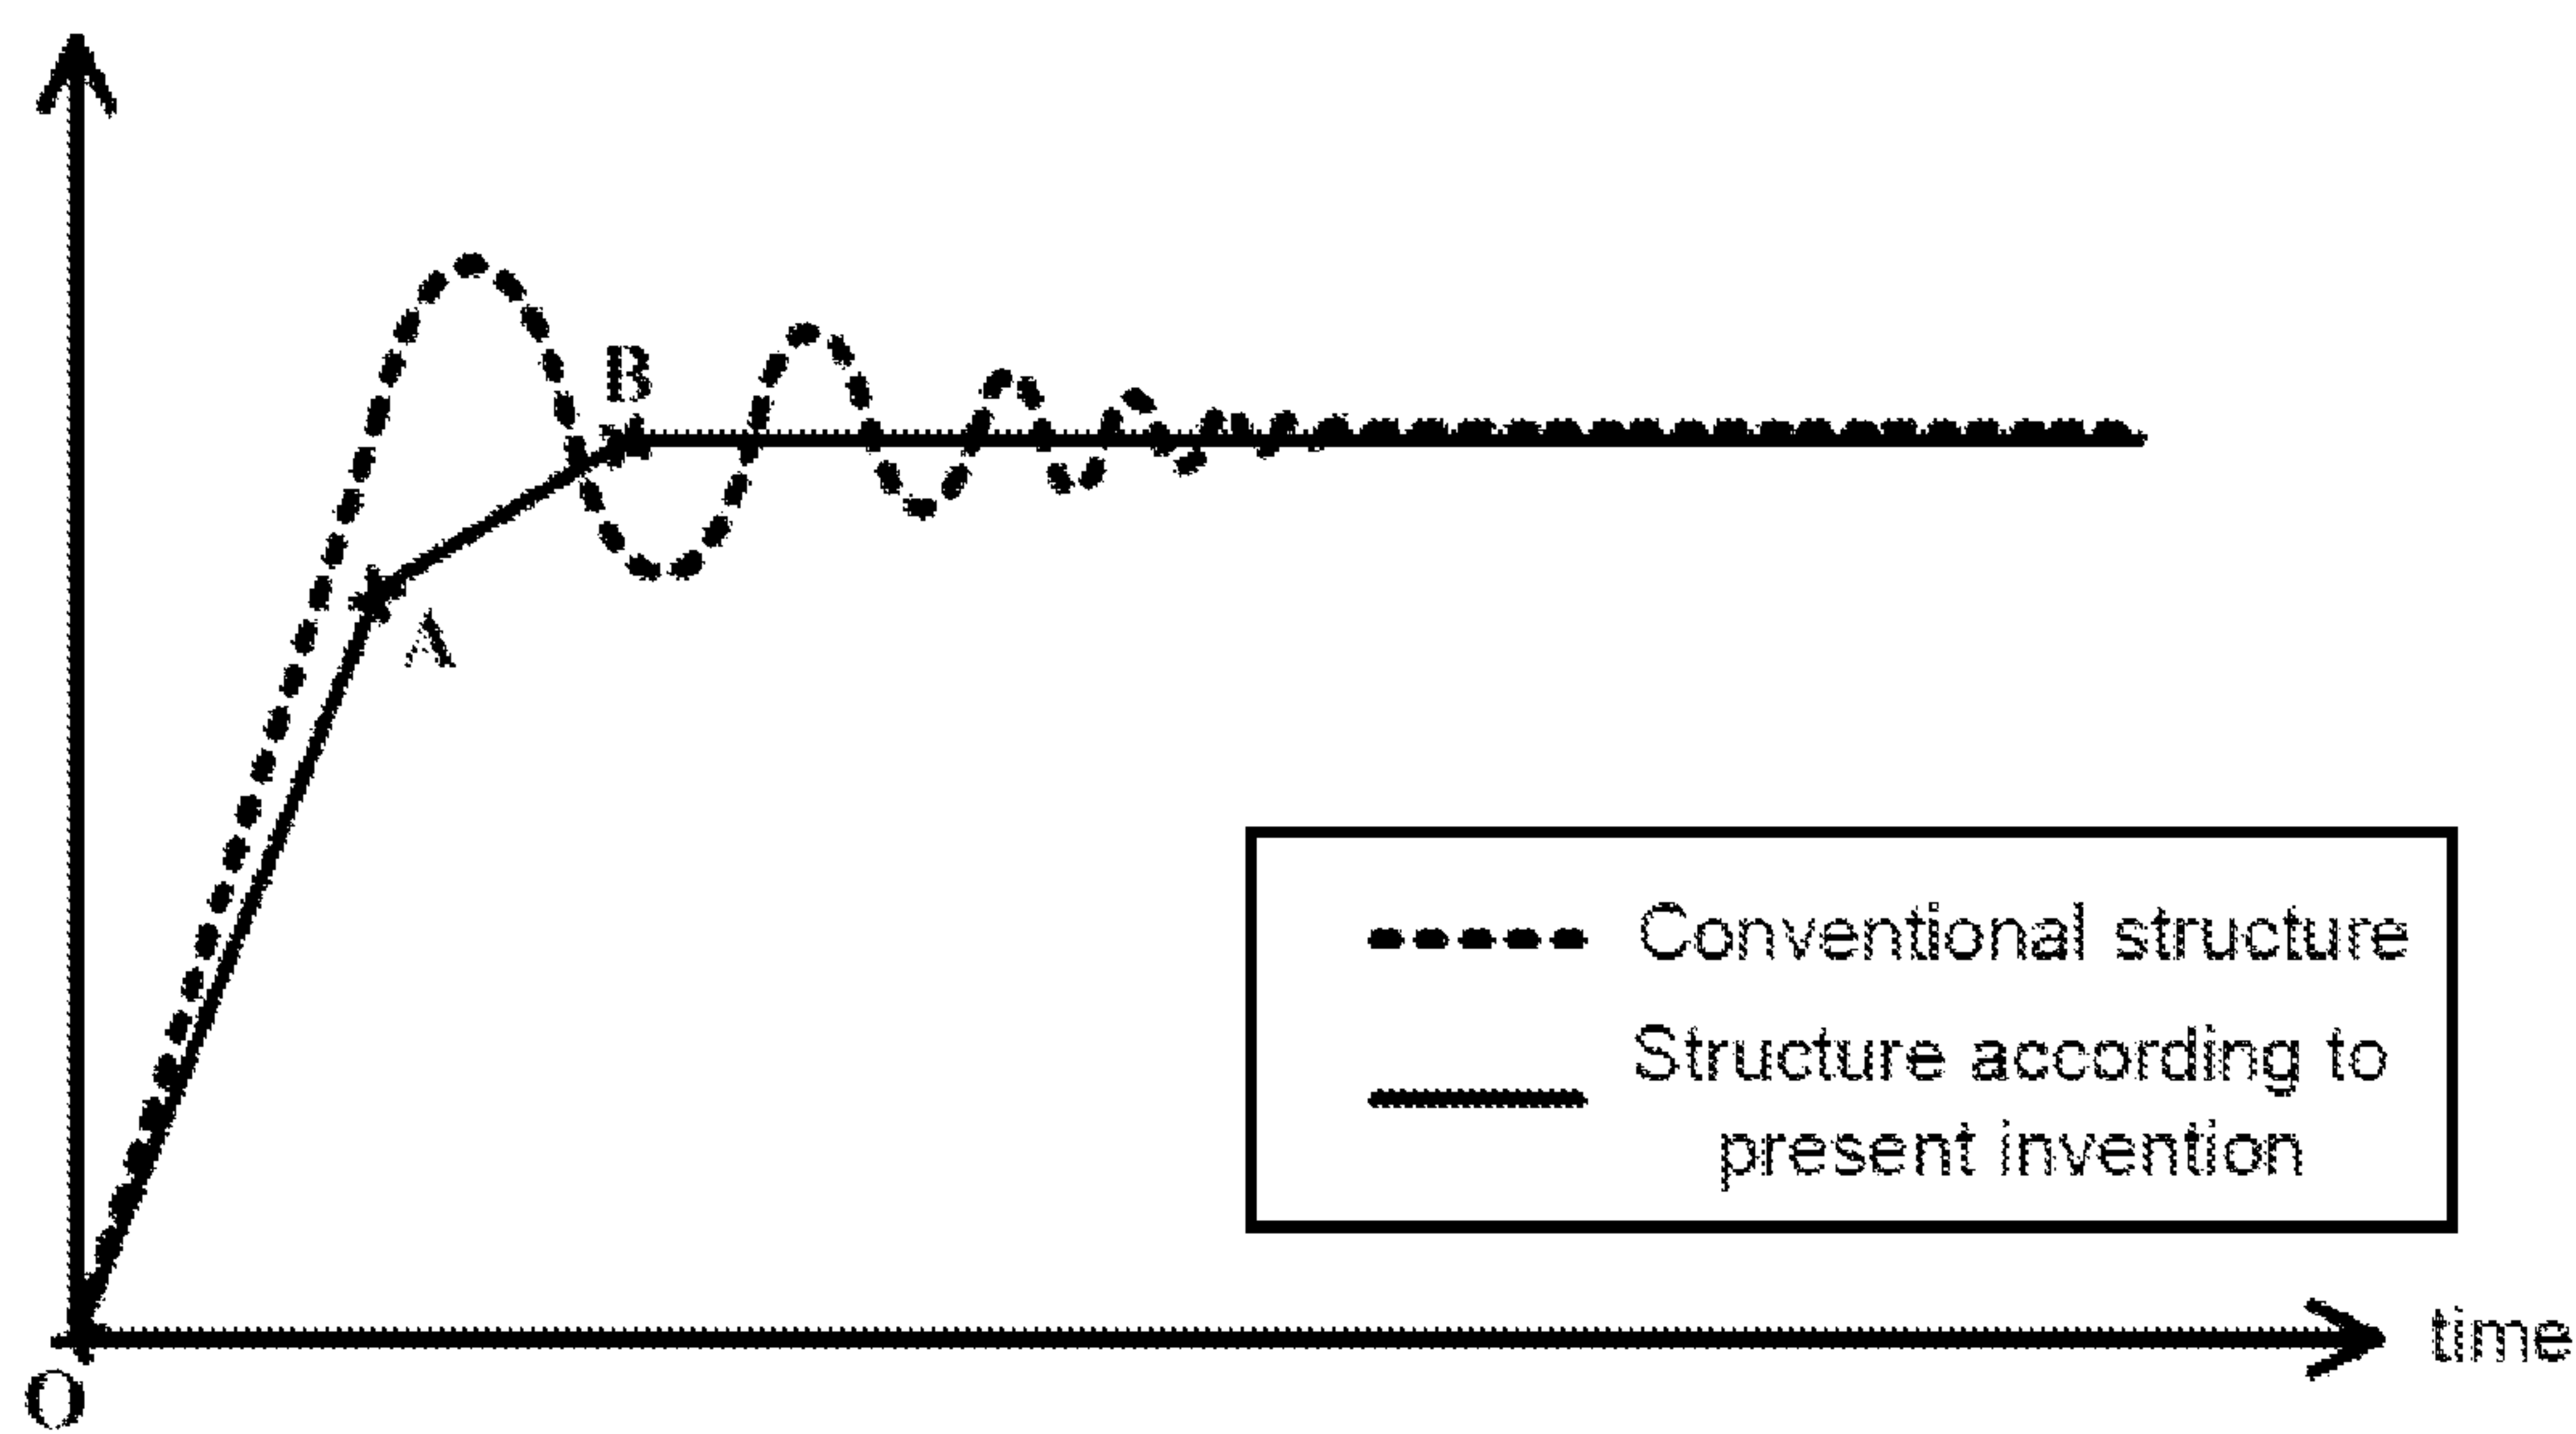 B
A
Conventional structure
Structure according to
present invention
time
O